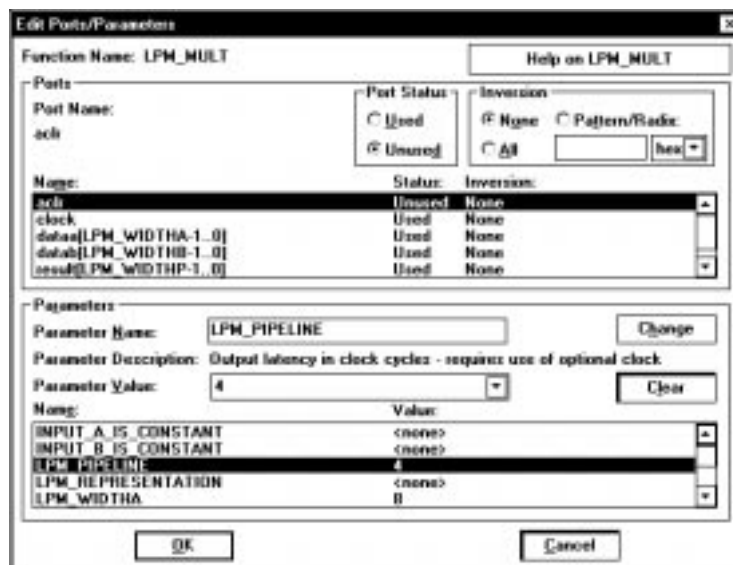 Edit Ports/Parameters
Function Name: LPM_MULT
Help on LPM_MULT
Ports
Port Name:
aclr
Port Status
Used
Unused
Inversion
None
Pattern/Radix:
All
hex
Name: Status: Inversion:
aclr Unused None
clock Used None
dataa[LPM_WIDTHA-1..0] Used None
datab[LPM_WIDTHB-1..0] Used None
result[LPM_WIDTHP-1..0] Used None
Parameters
Parameter Name: LPM_PIPELINE
Change
Parameter Description: Output latency in clock cycles - requires use of optional clock
Parameter Value: 4
Clear
Name: Value:
INPUT_A_IS_CONSTANT <none>
INPUT_B_IS_CONSTANT <none>
LPM_PIPELINE 4
LPM_REPRESENTATION <none>
LPM_WIDTHA 8
OK
Cancel